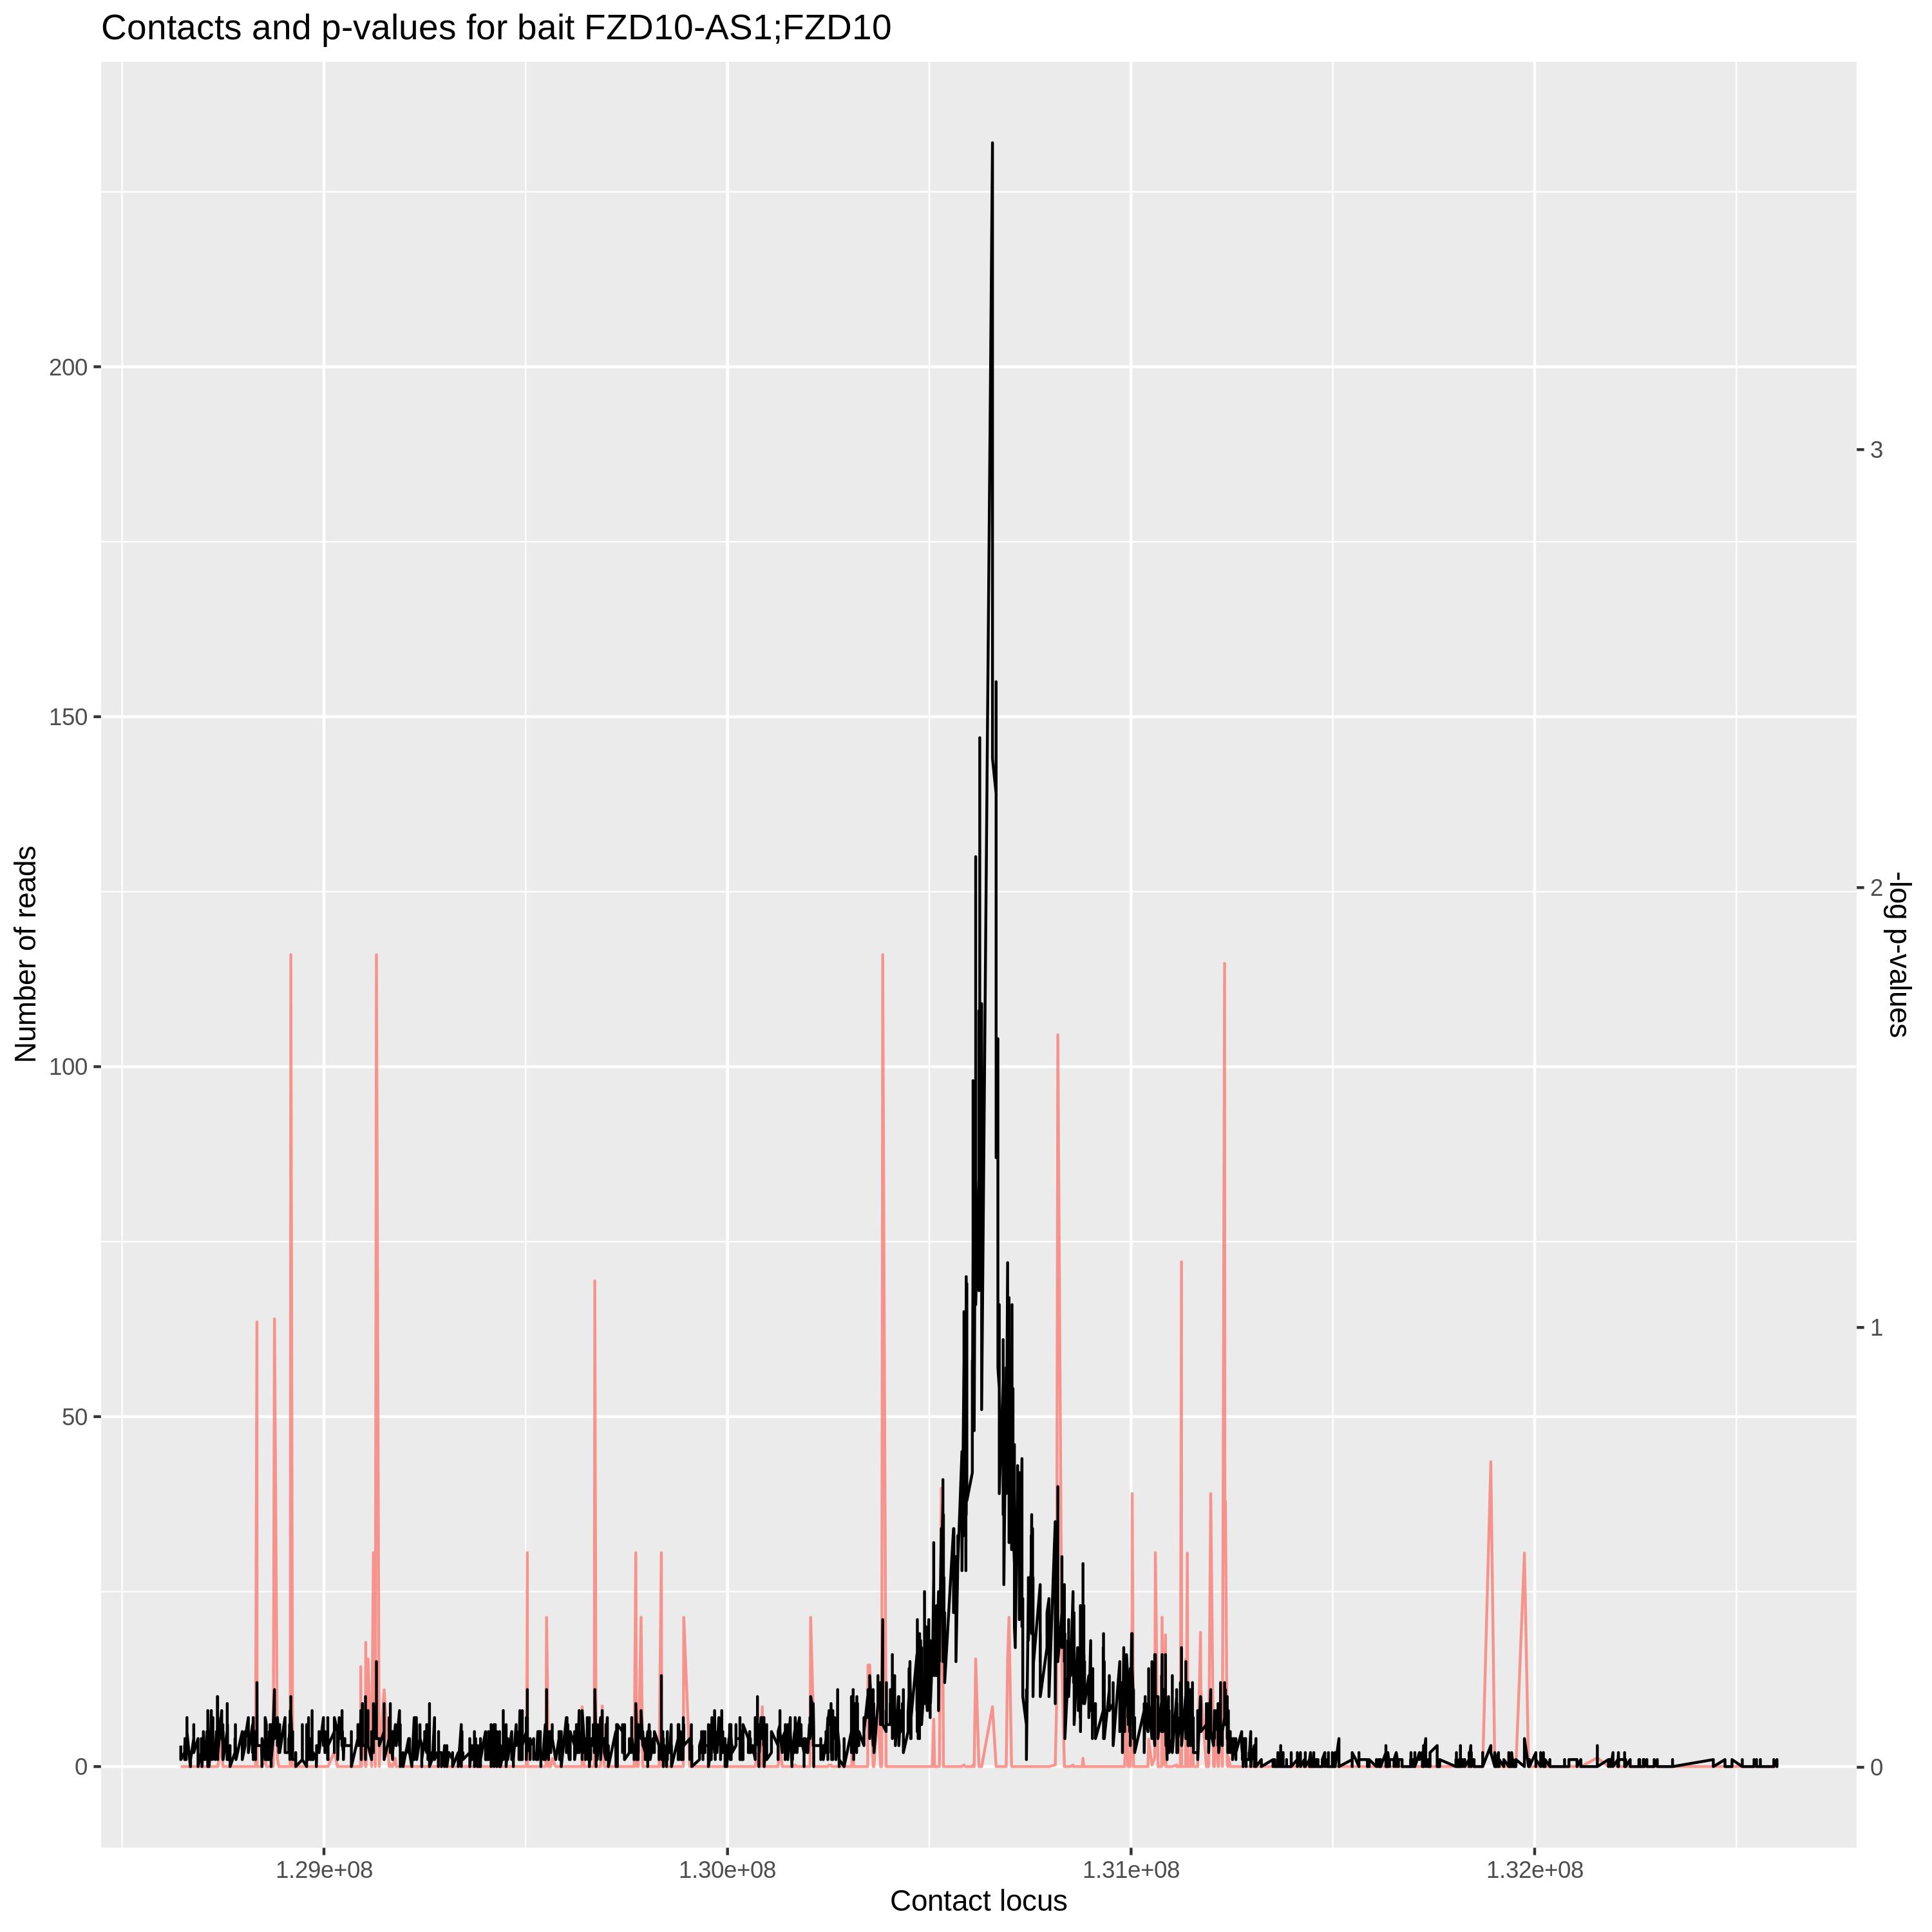 Contacts and p-values for bait FZD10-AS1;FZD10
200
150
100
50
0
Number of reads
3
2
1
0
-log p-values
1.29e+08
1.30e+08
1.31e+08
1.32e+08
Contact locus